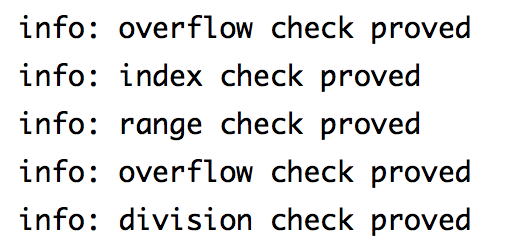 info: overflow check proved
info: index check proved
info: range check proved
info: overflow check proved
info: division check proved